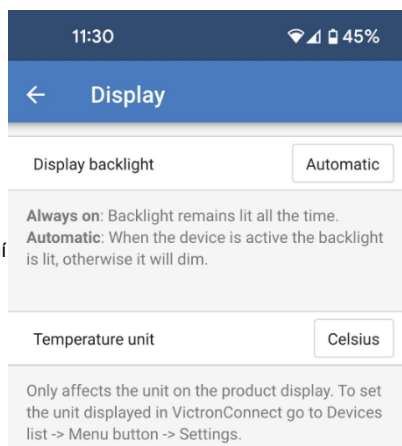 11:30 45%
← Display
Display backlight Automatic
Always on: Backlight remains lit all the time.
Automatic: When the device is active the backlight
is lit, otherwise it will dim.
í
Temperature unit Celsius
Only affects the unit on the product display. To set
the unit displayed in VictronConnect go to Devices
list -> Menu button -> Settings.